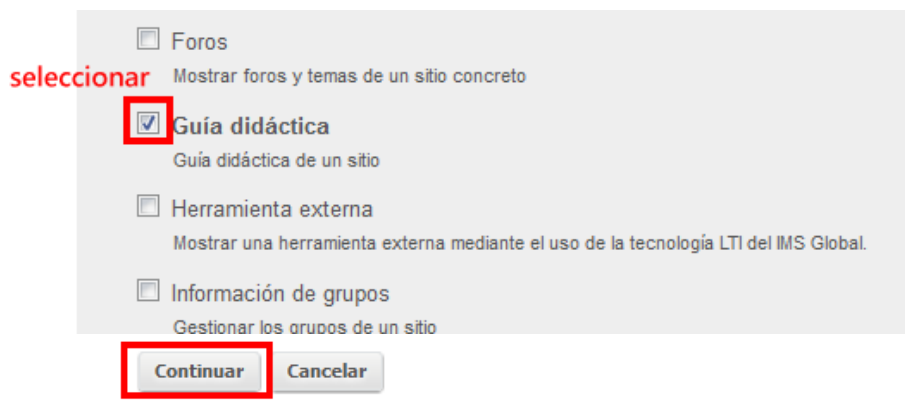 Foros
seleccionar
Mostrar foros y temas de un sitio concreto
Guía didáctica
Guía didáctica de un sitio
Herramienta externa
Mostrar una herramienta externa mediante el uso de la tecnología LTI del IMS Global.
Información de grupos
Gestionar los grupos de un sitio
Continuar Cancelar